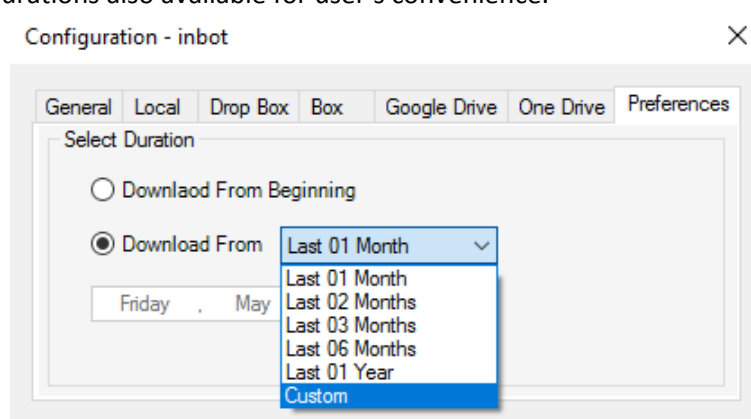 urations also available for user's convenience.
Configuration - inbot
General Local Drop Box Box Google Drive One Drive Preferences
Select Duration
Downlaod From Beginning
Download From Last 01 Month
Last 01 Month
Friday , May Last 02 Months
Last 03 Months
Last 06 Months
Last 01 Year
Custom